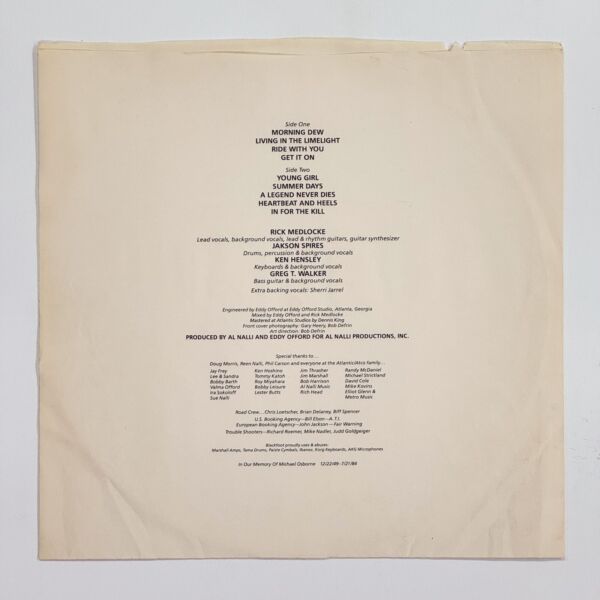 Side One
MORNING DEW
LIVING IN THE LIMELIGHT
RIDE WITH YOU
GET IT ON
Side Two
YOUNG GIRL
SUMMER DAYS
A LEGEND NEVER DIES
HEARTBEAT AND HEELS
IN FOR THE KILL
RICK MEDLOCKE
Lead vocals, background vocals, lead & rhythm guitars, guitar synthesizer
JAKSON SPIRES
Drums, percussion & background vocals
KEN HENSLEY
Keyboards & background vocals
GREG T. WALKER
Bass guitar & background vocals
Extra backing vocals: Sherri Jarrel
Engineered by Eddy Offord at Eddy Offord Studio, Atlanta, Georgia
Mixed by Eddy Offord and Rick Medlocke
Mastered at Atlantic Studios by Dennis King
Front cover photography: Gary Heery, Bob Defrin
Art direction: Bob Defrin
PRODUCED BY AL NALLI AND EDDY OFFORD FOR AL NALLI PRODUCTIONS, INC.
Special thanks to...
Doug Morris, Reen Nalli, Phil Carson and everyone at the Atlantic/Atco family...
Jay Frey Ken Hoshino Jim Thrasher Randy McDaniel
Lee & Sandra Tommy Katoh Jim Marshall Michael Strickland
Bobby Barth Roy Miyahara Bob Harrison David Cole
Valma Offord Bobby Leisure Al Nalli Music Mike Kovins
Ira Sokoloff Lester Butts Rich Head Elliot Glenn &
Sue Nalli Metro Music
Road Crew...Chris Loetscher, Brian Delaney, Biff Spencer
U.S. Booking Agency—Bill Elson—A.T.I.
European Booking Agency—John Jackson—Fair Warning
Trouble Shooters—Richard Roemer, Mike Nadler, Judd Goldgeiger
Blackfoot proudly uses & abuses:
Marshall Amps, Tama Drums, Paiste Cymbals, Ibanez, Korg Keyboards, AKG Microphones
In Our Memory Of Michael Osborne 12/22/49-7/21/84